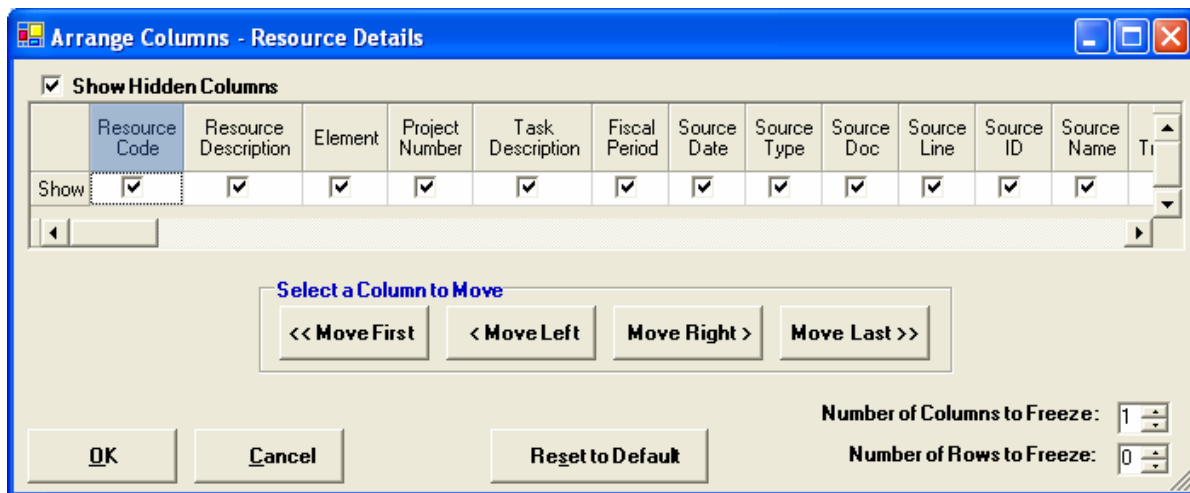 Arrange Columns - Resource Details
Show Hidden Columns
Resource Resource Element Project Task Fiscal Source Source Source Source Source Source
Code Description Number Description Period Date Type Doc Line ID Name
Show
Select a Column to Move
<< Move First < Move Left Move Right > Move Last >>
Number of Columns to Freeze: 1
OK Cancel Reset to Default Number of Rows to Freeze: 0